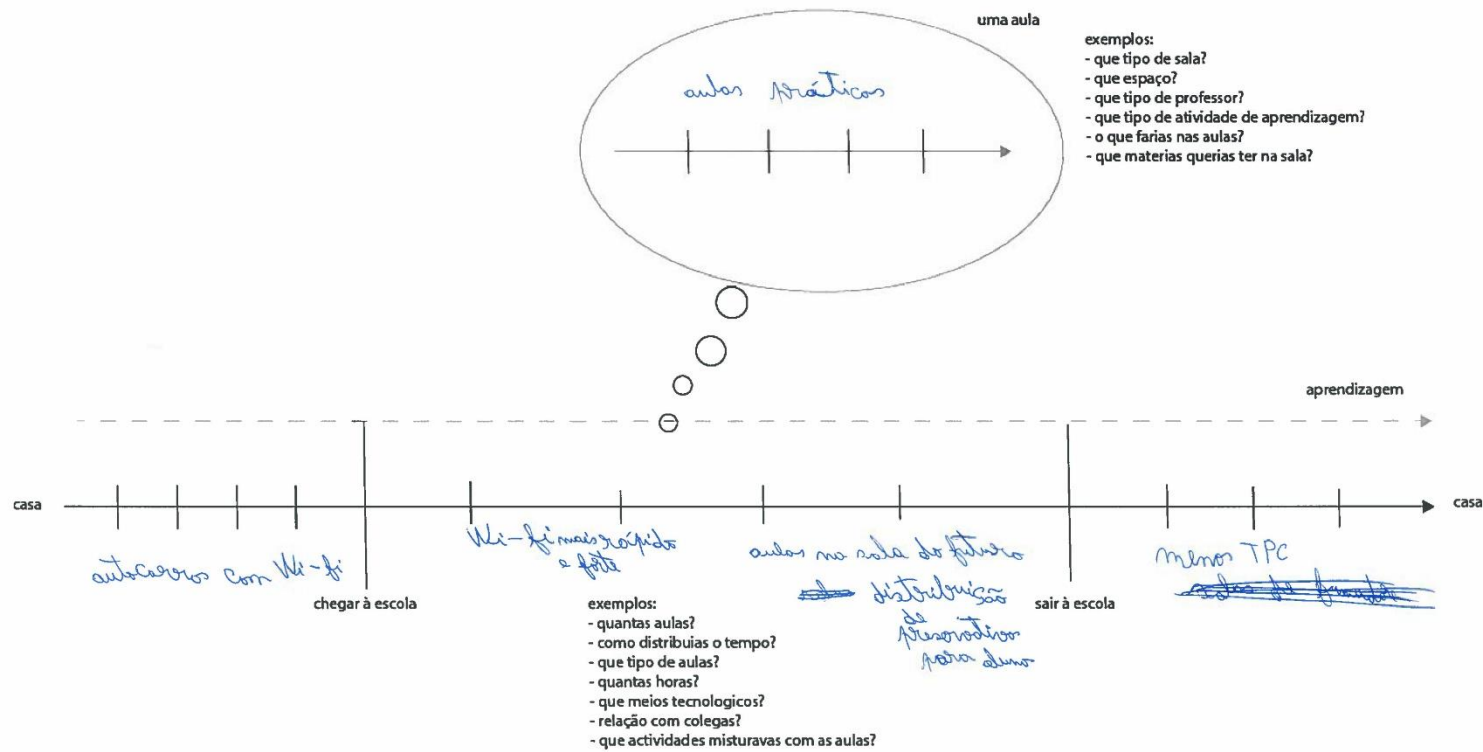 uma aula
exemplos:
- que tipo de sala?
- que espaço?
- que tipo de professor?
- que tipo de atividade de aprendizagem?
- o que farias nas aulas?
- que materias querias ter na sala?
aulas práticas
aprendizagem
casa
casa
autocarros com Wi-fi
chegar à escola
Wi-fi mais rápido
e forte
exemplos:
- quantas aulas?
- como distribuias o tempo?
- que tipo de aulas?
- quantas horas?
- que meios tecnologicos?
- relação com colegas?
- que actividades misturavas com as aulas?
aulas na sala do futuro
distribuição
de
preservativos
para aluno
sair à escola
menos TPC